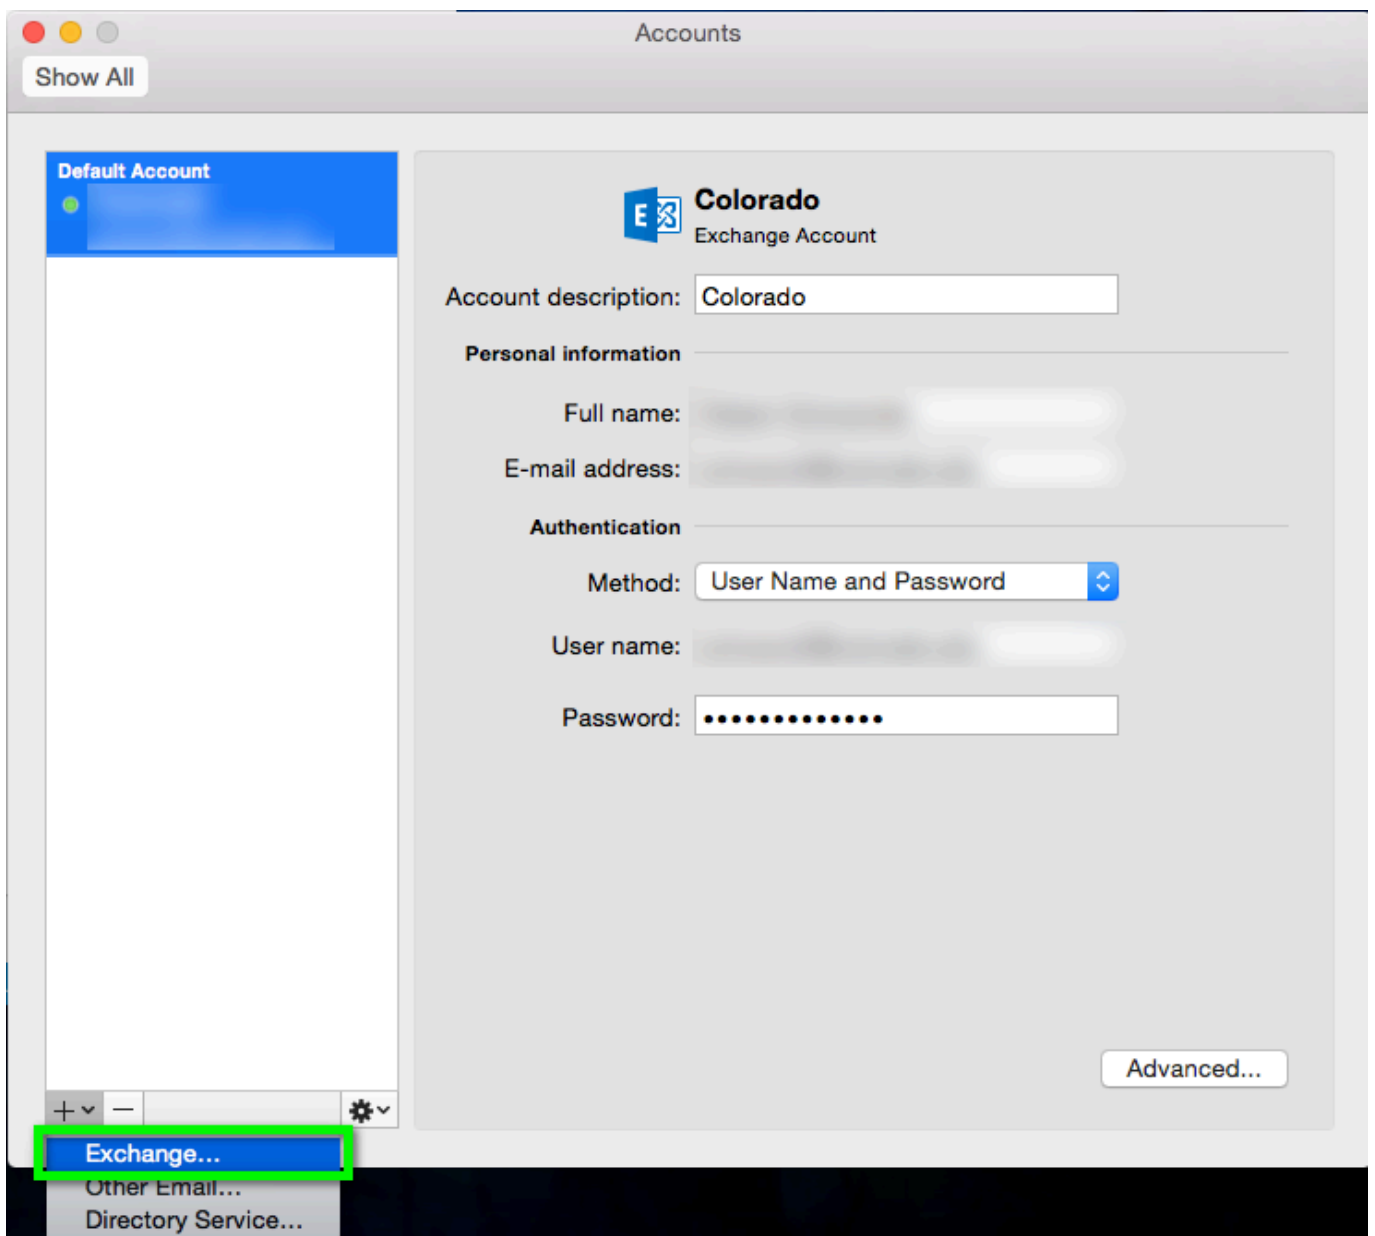 Accounts
Show All
Default Account
E
Colorado
Exchange Account
Account description: Colorado
Personal information
Full name:
E-mail address:
Authentication
Method: User Name and Password
User name:
Password: •••••••••••••
Advanced...
Exchange...
Other Email...
Directory Service...